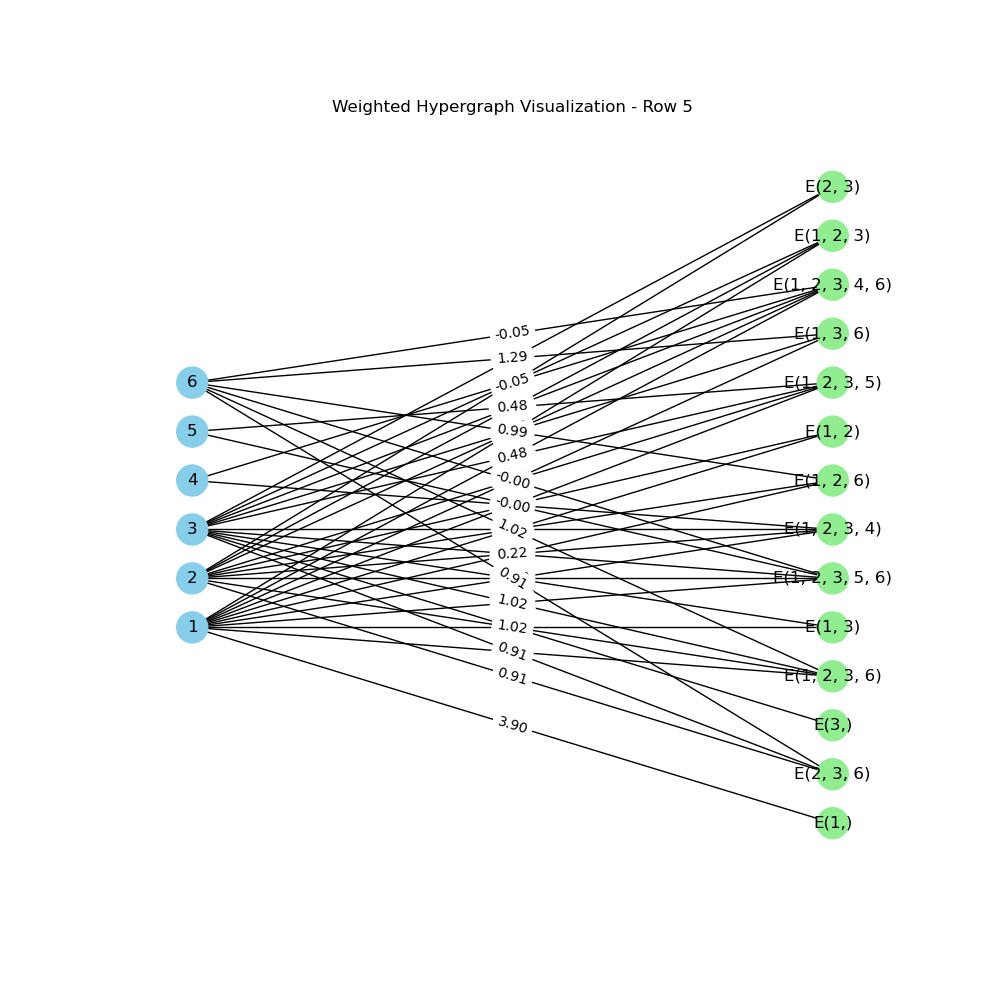 Weighted Hypergraph Visualization - Row 5
E(2, 3)
E(1, 2, 3)
E(1, 2, 3, 4, 6)
E(1, 3, 6)
E(1, 2, 3, 5)
E(1, 2)
E(1, 2, 6)
E(1, 2, 3, 4)
E(1, 2, 3, 5, 6)
E(1, 3)
E(1, 2, 3, 6)
E(3,)
E(2, 3, 6)
E(1,)
6
5
4
3
2
1
-0.05
1.29
-0.05
0.48
0.99
0.48
-0.00
-0.00
1.02
0.22
0.91
1.02
1.02
0.91
0.91
3.90